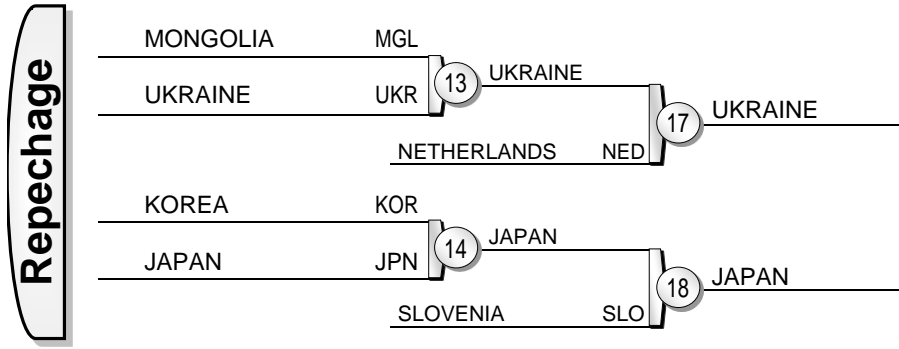 Repechage
MONGOLIA MGL
13 UKRAINE
UKRAINE UKR
17 UKRAINE
NETHERLANDS NED
KOREA KOR
14 JAPAN
JAPAN JPN
18 JAPAN
SLOVENIA SLO